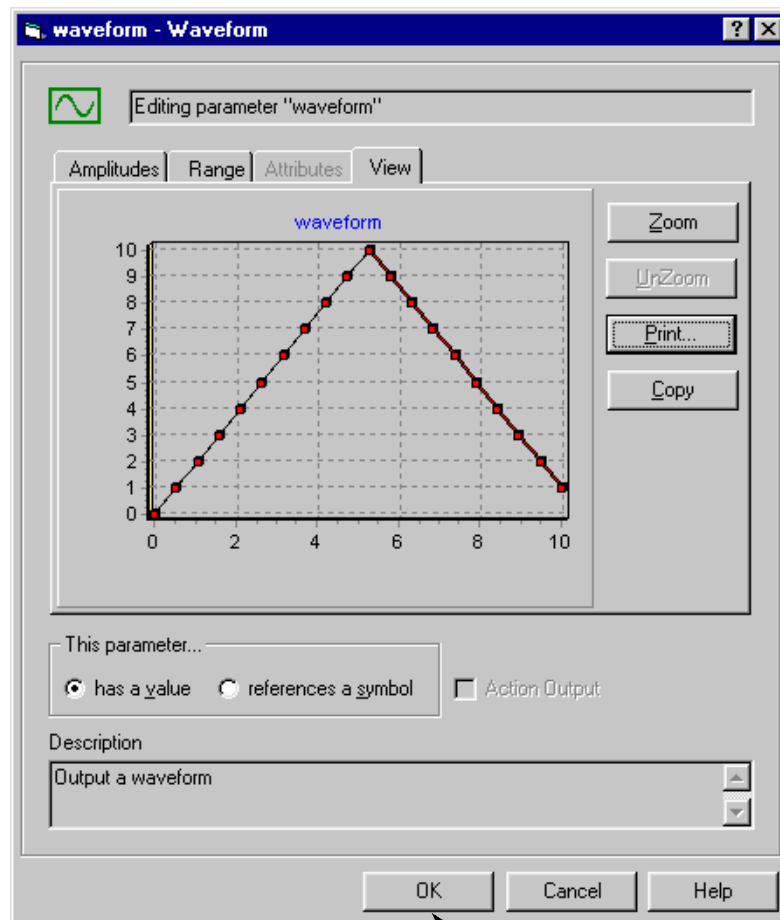 waveform - Waveform
Editing parameter "waveform"
Amplitudes Range Attributes View
waveform
10
9
8
7
6
5
4
3
2
1
0
0 2 4 6 8 10
Zoom
UnZoom
Print...
Copy
This parameter...
has a value references a symbol Action Output
Description
Output a waveform
OK Cancel Help